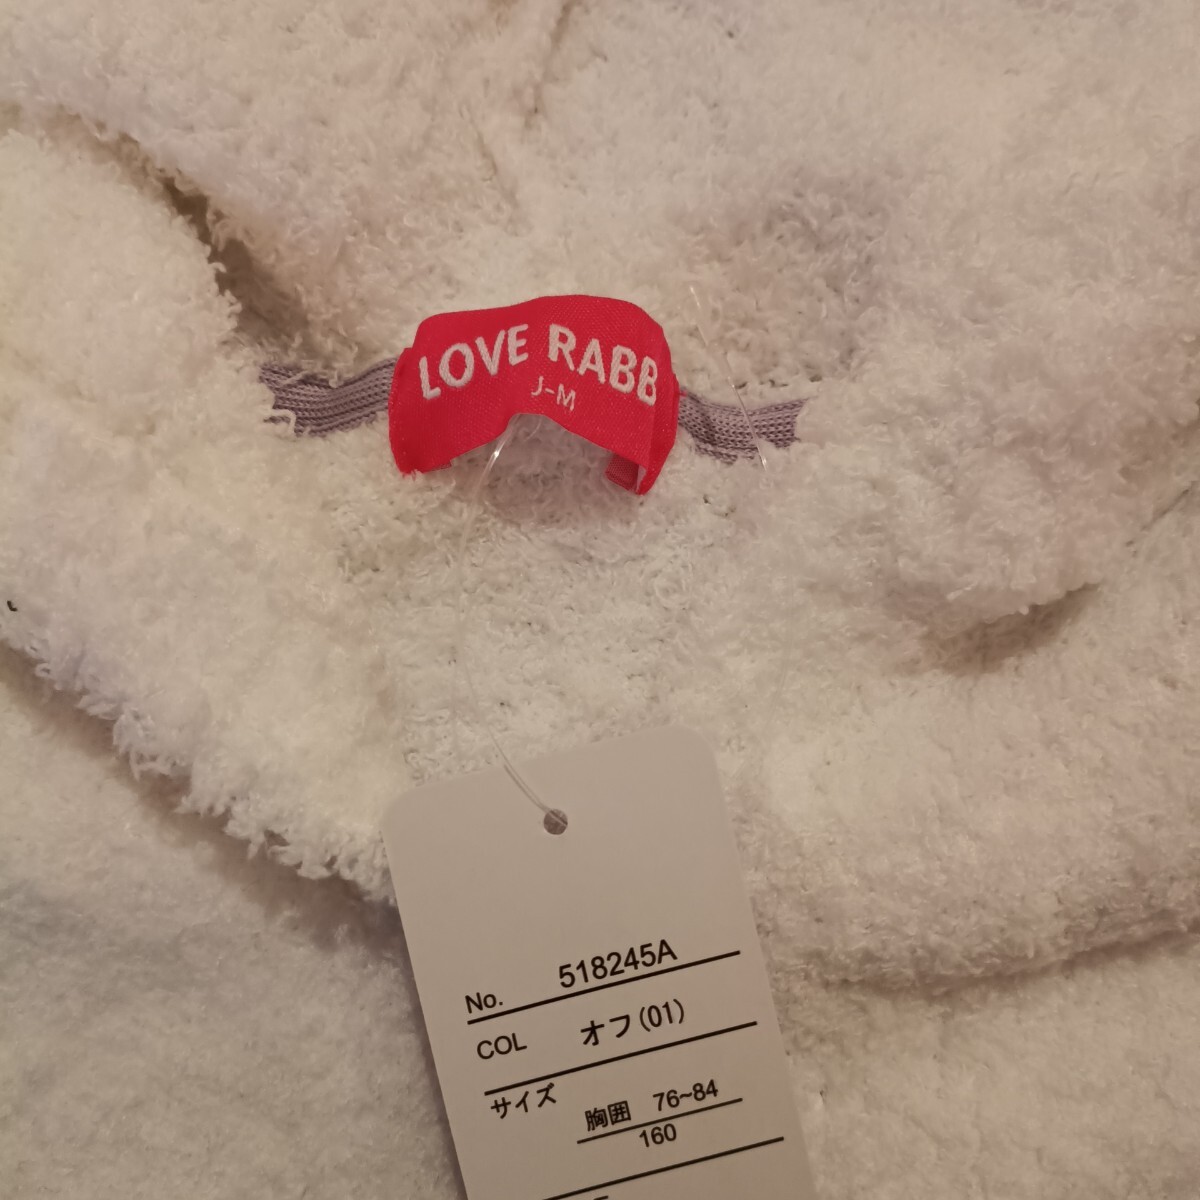 LOVE RABB
J-M
No. 518245A
COL オフ(01)
サイズ 胸囲 76~84
160